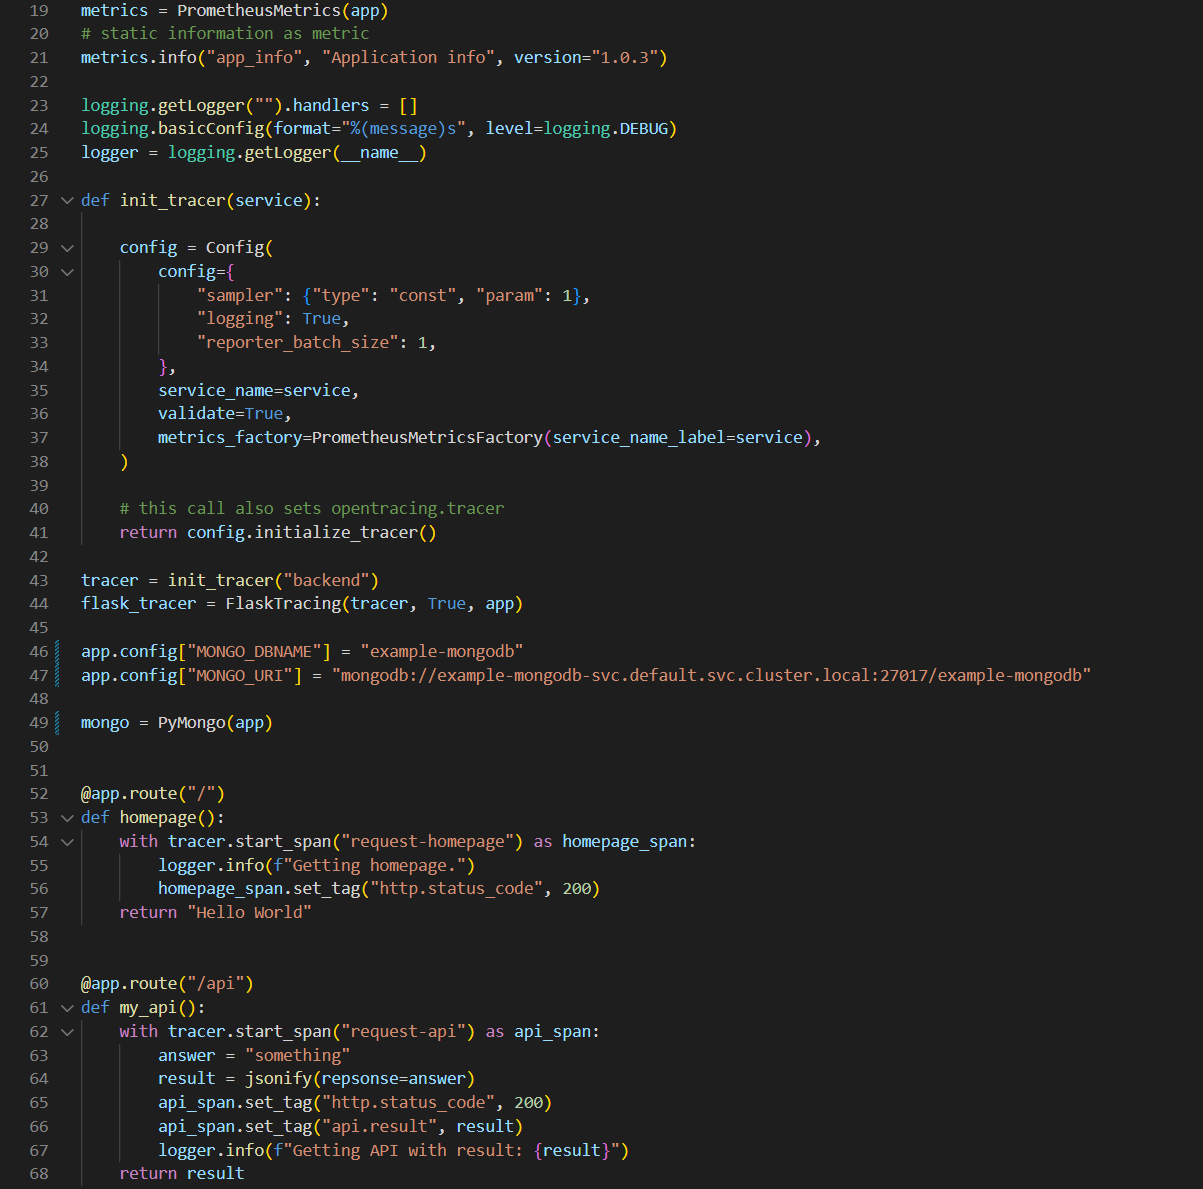 19 metrics = PrometheusMetrics(app)
20 # static information as metric
21 metrics.info("app_info", "Application info", version="1.0.3")
22
23 logging.getLogger("").handlers = []
24 logging.basicConfig(format="%(message)s", level=logging.DEBUG)
25 logger = logging.getLogger(__name__)
26
27 def init_tracer(service):
28
29     config = Config(
30         config={
31             "sampler": {"type": "const", "param": 1},
32             "logging": True,
33             "reporter_batch_size": 1,
34         },
35         service_name=service,
36         validate=True,
37         metrics_factory=PrometheusMetricsFactory(service_name_label=service),
38     )
39
40     # this call also sets opentracing.tracer
41     return config.initialize_tracer()
42
43 tracer = init_tracer("backend")
44 flask_tracer = FlaskTracing(tracer, True, app)
45
46 app.config["MONGO_DBNAME"] = "example-mongodb"
47 app.config["MONGO_URI"] = "mongodb://example-mongodb-svc.default.svc.cluster.local:27017/example-mongodb"
48
49 mongo = PyMongo(app)
50
51
52 @app.route("/")
53 def homepage():
54     with tracer.start_span("request-homepage") as homepage_span:
55         logger.info(f"Getting homepage.")
56         homepage_span.set_tag("http.status_code", 200)
57     return "Hello World"
58
59
60 @app.route("/api")
61 def my_api():
62     with tracer.start_span("request-api") as api_span:
63         answer = "something"
64         result = jsonify(repsonse=answer)
65         api_span.set_tag("http.status_code", 200)
66         api_span.set_tag("api.result", result)
67         logger.info(f"Getting API with result: {result}")
68     return result